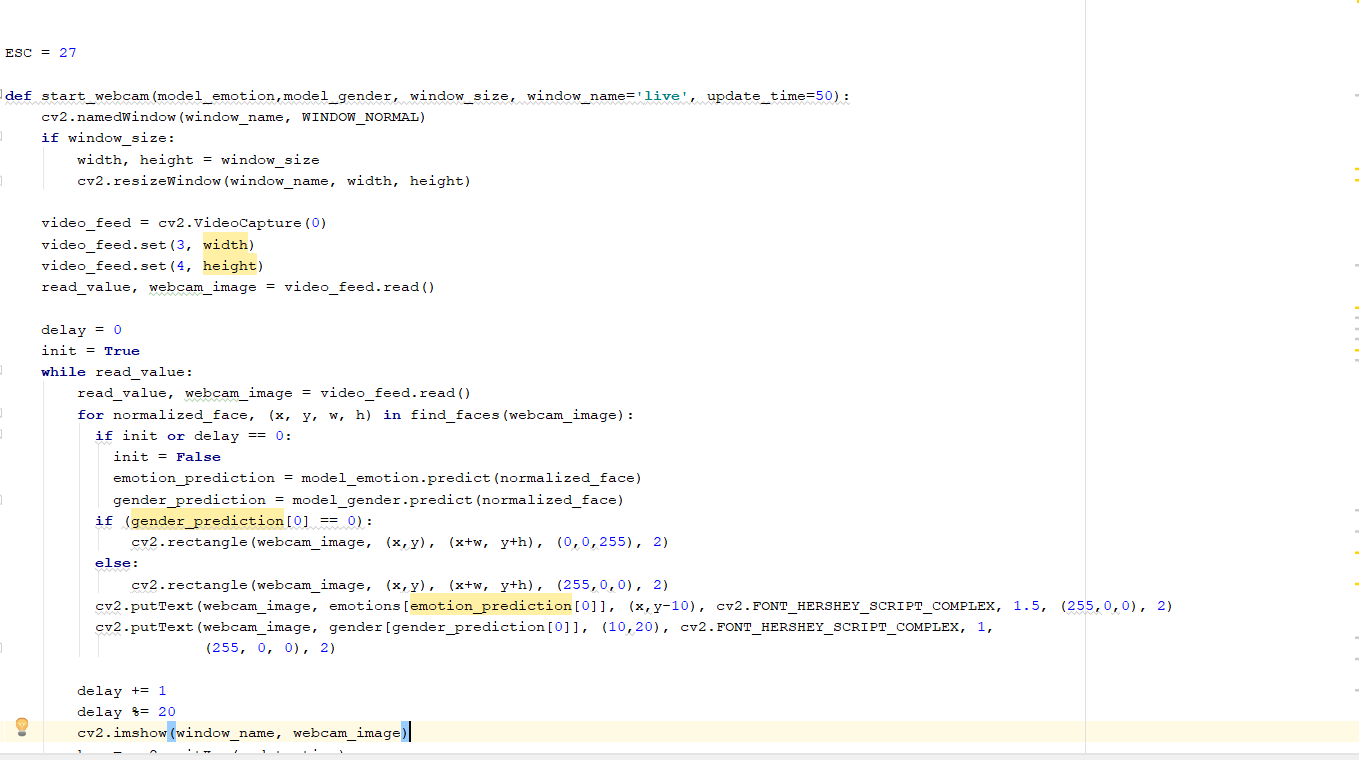 ESC = 27
def start_webcam(model_emotion,model_gender, window_size, window_name='live', update_time=50):
cv2.namedWindow(window_name, WINDOW_NORMAL)
if window_size:
width, height = window_size
cv2.resizeWindow(window_name, width, height)
video_feed = cv2.VideoCapture(0)
video_feed.set(3, width)
video_feed.set(4, height)
read_value, webcam_image = video_feed.read()
delay = 0
init = True
while read_value:
read_value, webcam_image = video_feed.read()
for normalized_face, (x, y, w, h) in find_faces(webcam_image):
if init or delay == 0:
init = False
emotion_prediction = model_emotion.predict(normalized_face)
gender_prediction = model_gender.predict(normalized_face)
if (gender_prediction[0] == 0):
cv2.rectangle(webcam_image, (x,y), (x+w, y+h), (0,0,255), 2)
else:
cv2.rectangle(webcam_image, (x,y), (x+w, y+h), (255,0,0), 2)
cv2.putText(webcam_image, emotions[emotion_prediction[0]], (x,y-10), cv2.FONT_HERSHEY_SCRIPT_COMPLEX, 1.5, (255,0,0), 2)
cv2.putText(webcam_image, gender[gender_prediction[0]], (10,20), cv2.FONT_HERSHEY_SCRIPT_COMPLEX, 1,
(255, 0, 0), 2)
delay += 1
delay %= 20
cv2.imshow(window_name, webcam_image)